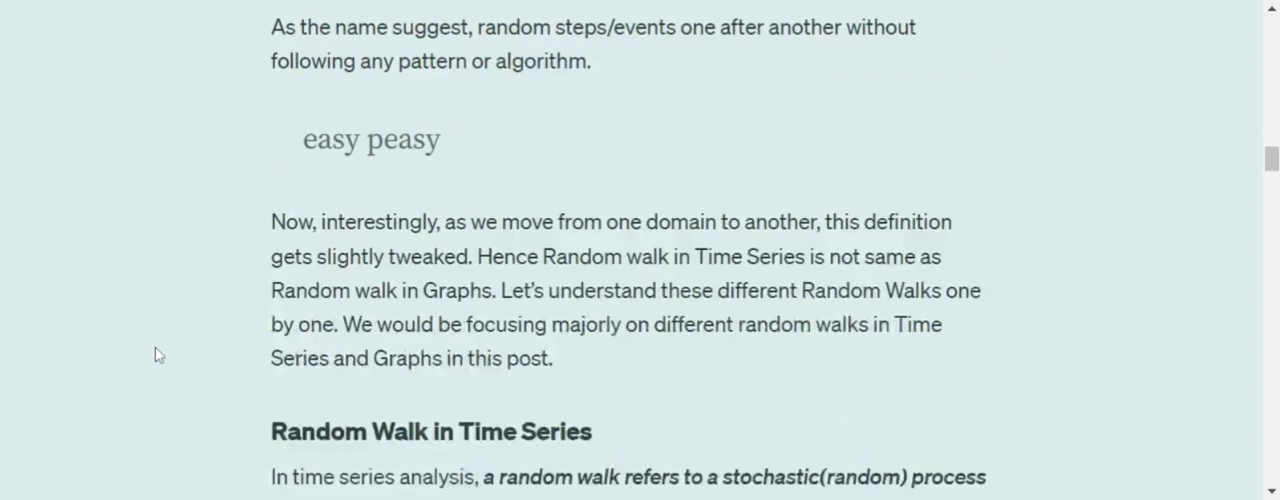 As the name suggest, random steps/events one after another without
following any pattern or algorithm.
easy peasy
Now, interestingly, as we move from one domain to another, this definition
gets slightly tweaked. Hence Random walk in Time Series is not same as
Random walk in Graphs. Let’s understand these different Random Walks one
by one. We would be focusing majorly on different random walks in Time
Series and Graphs in this post.
Random Walk in Time Series
In time series analysis, a random walk refers to a stochastic(random) process